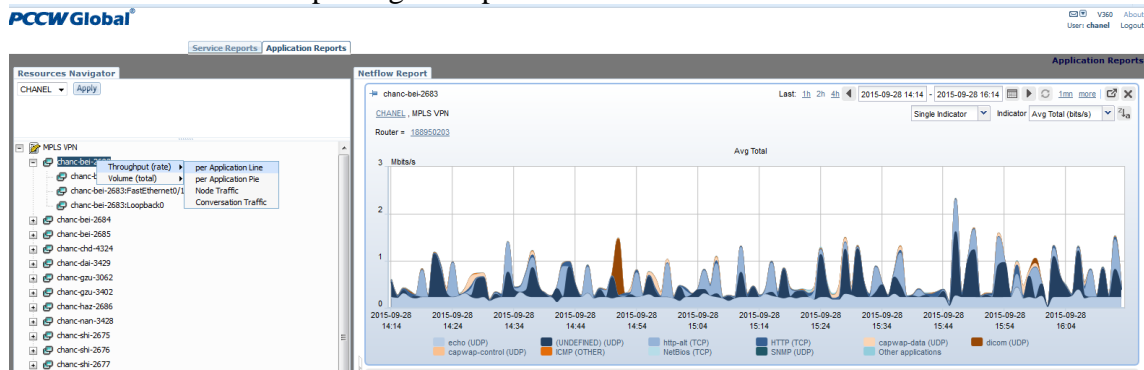 PCCW Global®
V360 About
User: chanel Logout
Service Reports Application Reports
Application Reports
Resources Navigator
CHANEL Apply
MPLS VPN
Throughput (rate)
Volume (total)
per Application Line
per Application Pie
Node Traffic
Conversation Traffic
chanc-bei-2683:FastEthernet0/1
chanc-bei-2683:Loopback0
chanc-bei-2684
chanc-bei-2685
chanc-chd-4324
chanc-dai-3429
chanc-gzu-3062
chanc-gzu-3402
chanc-haz-2686
chanc-nan-3428
chanc-shi-2675
chanc-shi-2676
chanc-shi-2677
Netflow Report
chanc-bei-2683
Last: 1h 2h 4h 2015-09-28 14:14 - 2015-09-28 16:14 1mn more
CHANEL , MPLS VPN
Single Indicator Indicator Avg Total (bits/s)
Router = 188950203
Avg Total
3 Mbits/s
2
1
0
2015-09-28 2015-09-28 2015-09-28 2015-09-28 2015-09-28 2015-09-28 2015-09-28 2015-09-28 2015-09-28 2015-09-28 2015-09-28 2015-09-28
14:14 14:24 14:34 14:44 14:54 15:04 15:14 15:24 15:34 15:44 15:54 16:04
echo (UDP) (UNDEFINED) (UDP) http-alt (TCP) HTTP (TCP) capwap-data (UDP) dicom (UDP)
capwap-control (UDP) ICMP (OTHER) NetBios (TCP) SNMP (UDP) Other applications